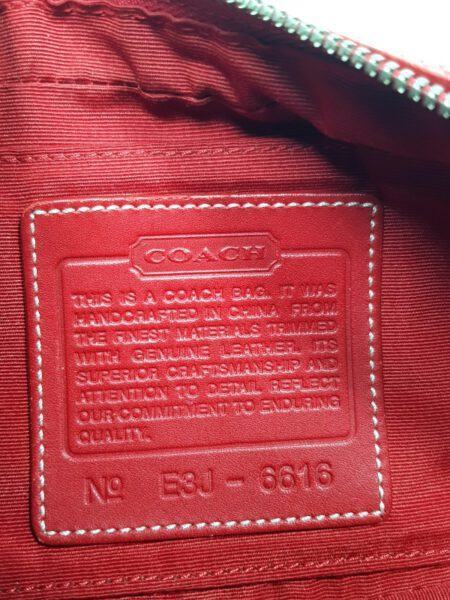 COACH
THIS IS A COACH BAG. IT WAS
HANDCRAFTED IN CHINA FROM
THE FINEST MATERIALS TRIMMED
WITH GENUINE LEATHER. ITS
SUPERIOR CRAFTSMANSHIP AND
ATTENTION TO DETAIL REFLECT
OUR COMMITMENT TO ENDURING
QUALITY.
Nº E3J - 6616